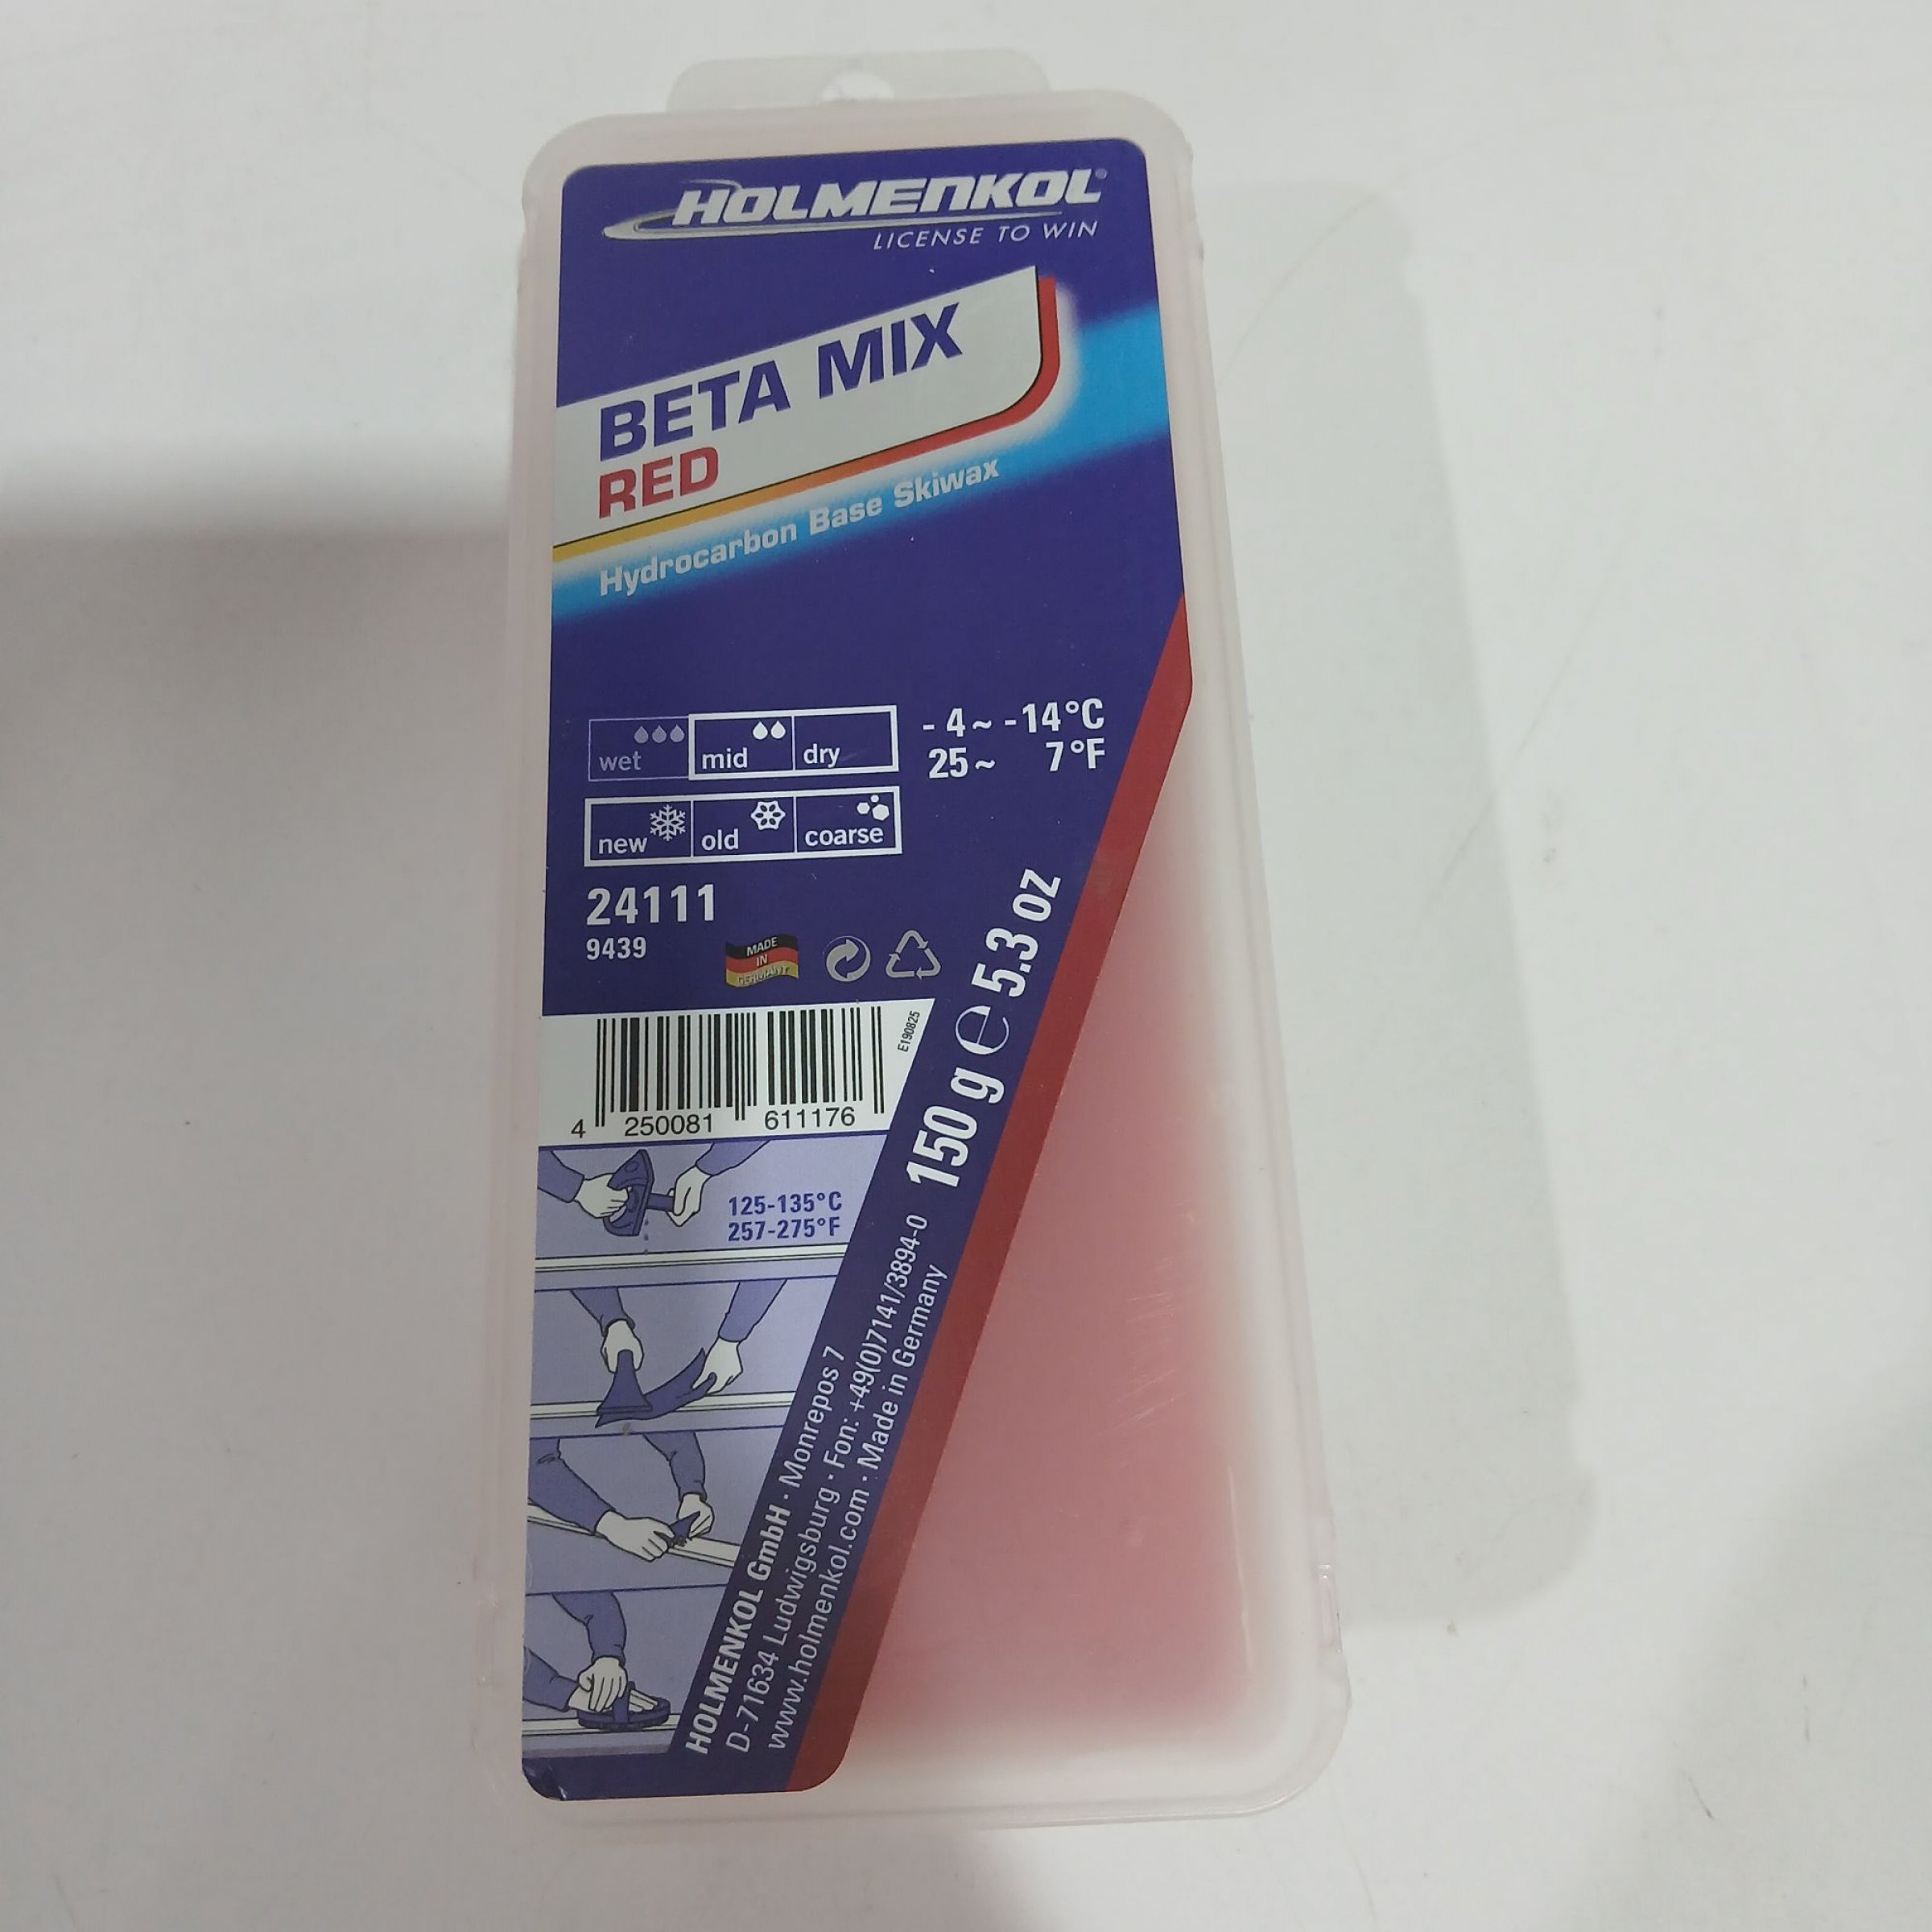 HOLMENKOL®
LICENSE TO WIN
BETA MIX
RED
Hydrocarbon Base Skiwax
wet mid dry
- 4 ~ -14°C
25 ~ 7°F
new old coarse
24111
9439
MADE
IN
GERMANY
150 g ℮ 5.3 oz
E190825
4 250081 611176
125-135°C
257-275°F
HOLMENKOL GmbH · Monrepos 7
D-71634 Ludwigsburg · Fon: +49(0)7141/3894-0
www.holmenkol.com · Made in Germany